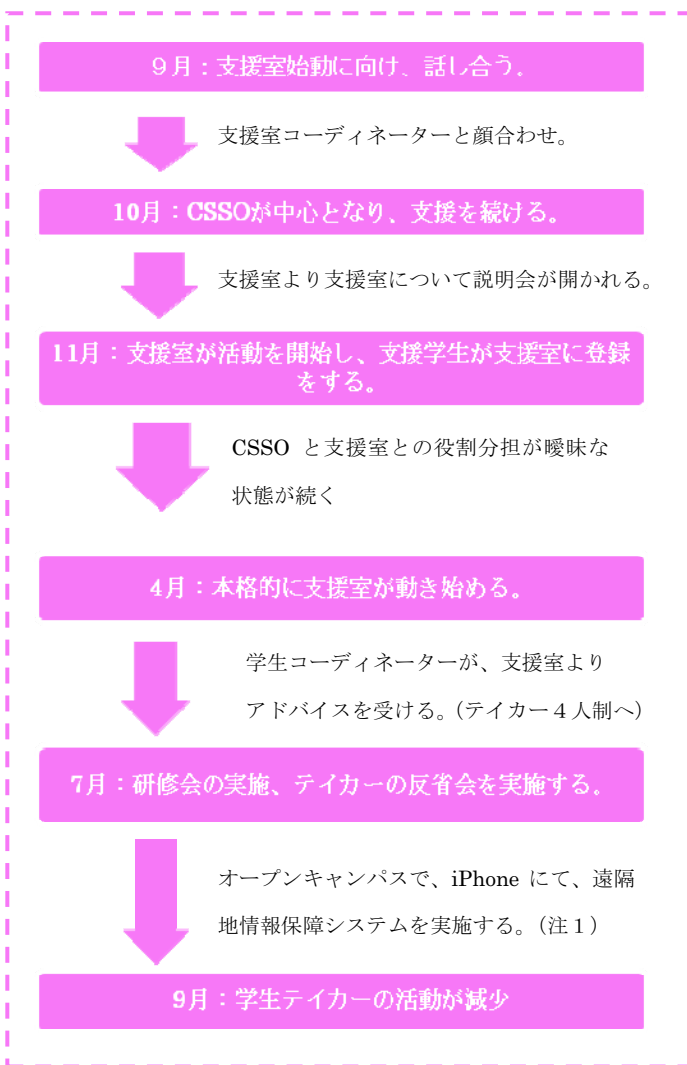 ９月：支援室始動に向け、話し合う。
支援室コーディネーターと顔合わせ。
10月：CSSOが中心となり、支援を続ける。
支援室より支援室について説明会が開かれる。
11月：支援室が活動を開始し、支援学生が支援室に登録
をする。
CSSO と支援室との役割分担が曖昧な
状態が続く
4月：本格的に支援室が動き始める。
学生コーディネーターが、支援室より
アドバイスを受ける。（テイカー４人制へ）
7月：研修会の実施、テイカーの反省会を実施する。
オープンキャンパスで、iPhone にて、遠隔
地情報保障システムを実施する。（注１）
9月：学生テイカーの活動が減少